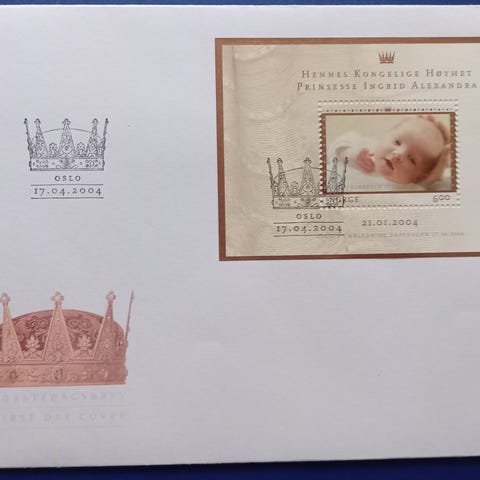 HENNES KONGELIGE HØYHET
PRINSESSE INGRID ALEXANDRA
NORGE 6.00
OSLO
17.04.2004
21.01.2004
OSLO
17.04.2004
FØRSTEDAGSBREV
FIRST DAY COVER